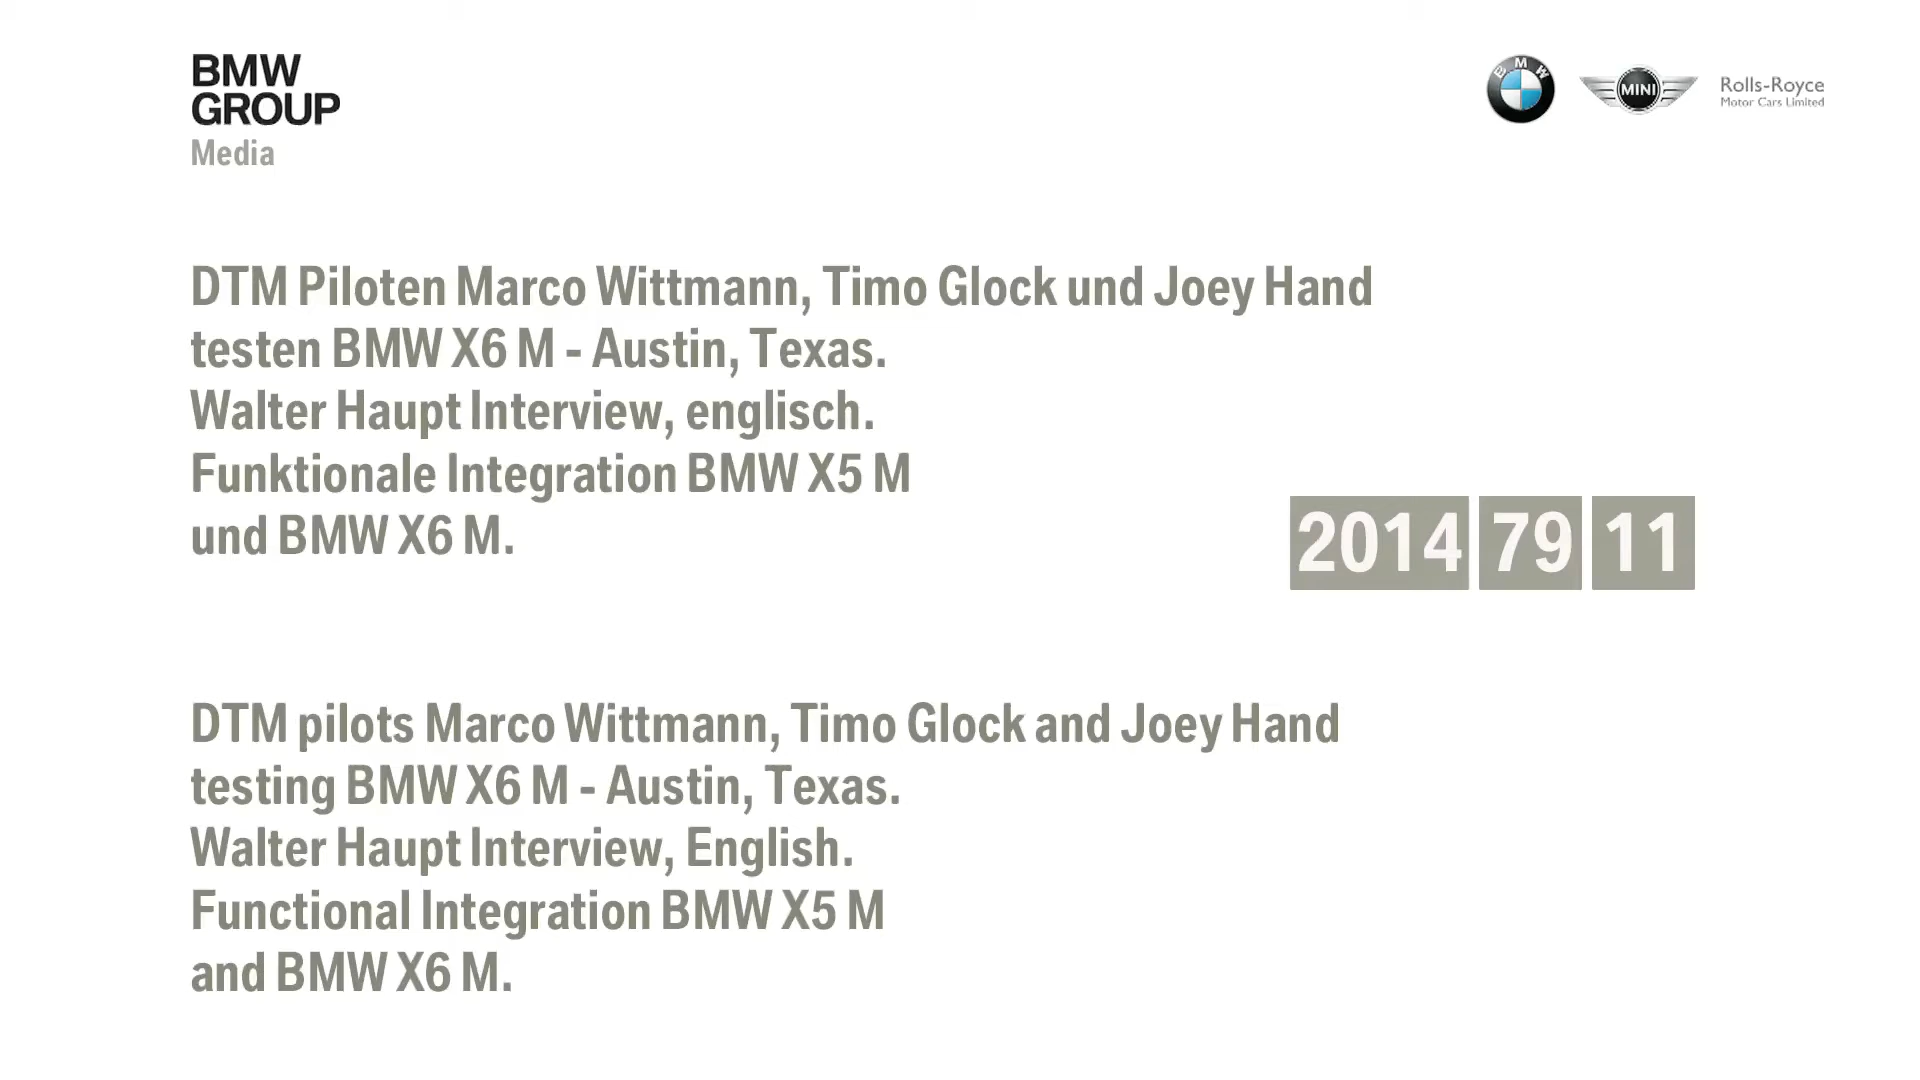 BMW
GROUP
Media
BMW
MINI
Rolls-Royce
Motor Cars Limited
DTM Piloten Marco Wittmann, Timo Glock und Joey Hand
testen BMW X6 M - Austin, Texas.
Walter Haupt Interview, englisch.
Funktionale Integration BMW X5 M
und BMW X6 M.
2014 79 11
DTM pilots Marco Wittmann, Timo Glock and Joey Hand
testing BMW X6 M - Austin, Texas.
Walter Haupt Interview, English.
Functional Integration BMW X5 M
and BMW X6 M.